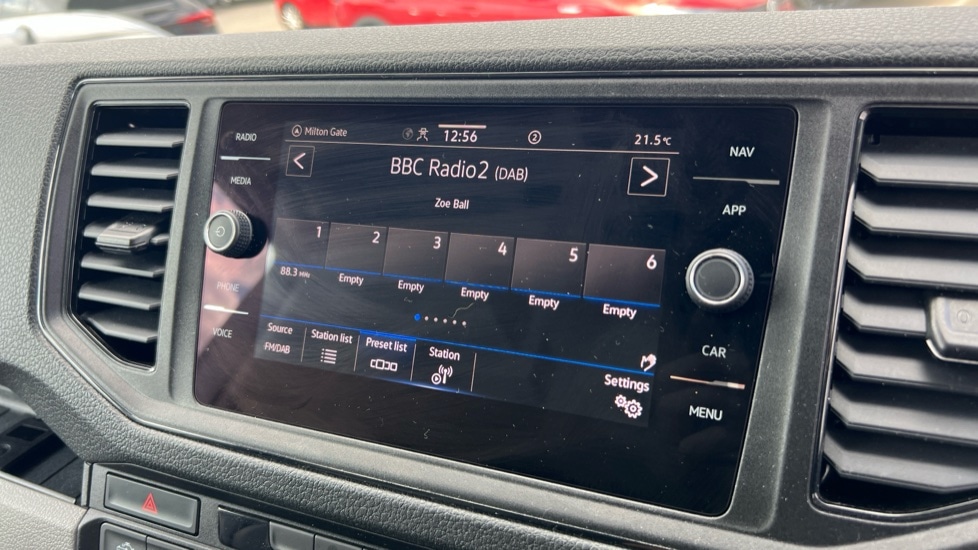 RADIO
MEDIA
PHONE
VOICE
A Milton Gate
12:56
2
21.5°C
< BBC Radio2 (DAB) >
Zoe Ball
1 2 3 4 5 6
88.3 MHz Empty Empty Empty Empty Empty
Source Station list Preset list Station Settings
FM/DAB
NAV
APP
CAR
MENU